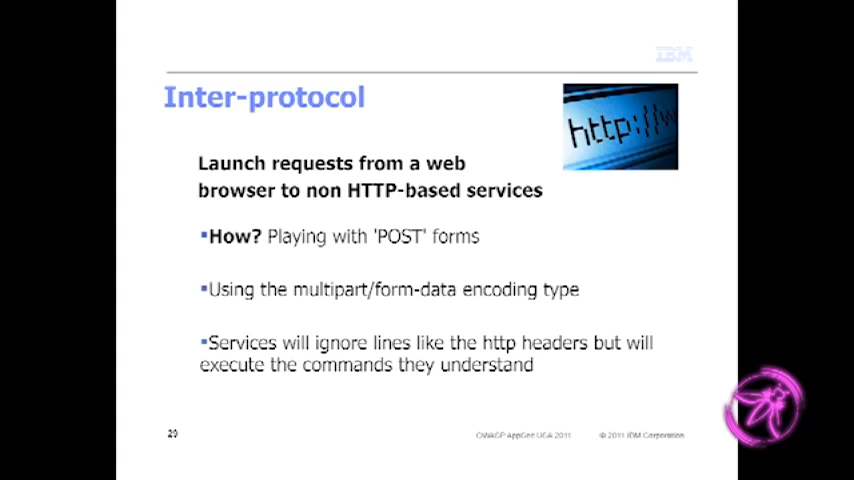 IBM
Inter-protocol
http://w
Launch requests from a web
browser to non HTTP-based services
▪How? Playing with 'POST' forms
▪Using the multipart/form-data encoding type
▪Services will ignore lines like the http headers but will
execute the commands they understand
29
OWASP AppSec USA 2011 © 2011 IBM Corporation